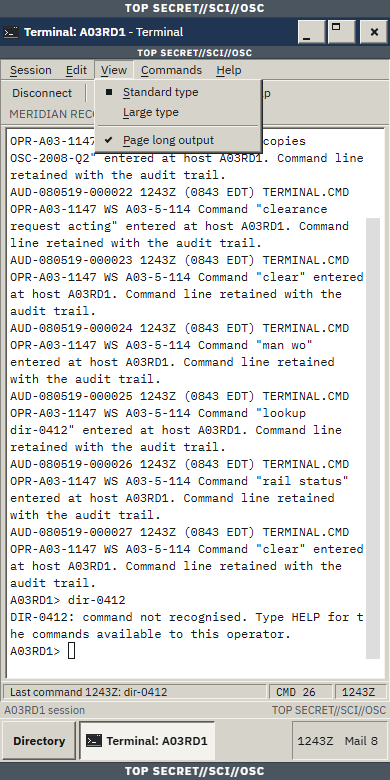 TOP SECRET//SCI//OSC
Terminal: A03RD1 - Terminal
TOP SECRET//SCI//OSC
Session Edit View Commands Help
Disconnect
Standard type
Large type
Page long output
MERIDIAN
OPR-A03-1147 copies
OSC-2008-Q2" entered at host A03RD1. Command line
retained with the audit trail.
AUD-080519-000022 1243Z (0843 EDT) TERMINAL.CMD
OPR-A03-1147 WS A03-5-114 Command "clearance
request acting" entered at host A03RD1. Command
line retained with the audit trail.
AUD-080519-000023 1243Z (0843 EDT) TERMINAL.CMD
OPR-A03-1147 WS A03-5-114 Command "clear" entered
at host A03RD1. Command line retained with the
audit trail.
AUD-080519-000024 1243Z (0843 EDT) TERMINAL.CMD
OPR-A03-1147 WS A03-5-114 Command "man wo"
entered at host A03RD1. Command line retained
with the audit trail.
AUD-080519-000025 1243Z (0843 EDT) TERMINAL.CMD
OPR-A03-1147 WS A03-5-114 Command "lookup
dir-0412" entered at host A03RD1. Command line
retained with the audit trail.
AUD-080519-000026 1243Z (0843 EDT) TERMINAL.CMD
OPR-A03-1147 WS A03-5-114 Command "rail status"
entered at host A03RD1. Command line retained
with the audit trail.
AUD-080519-000027 1243Z (0843 EDT) TERMINAL.CMD
OPR-A03-1147 WS A03-5-114 Command "clear" entered
at host A03RD1. Command line retained with the
audit trail.
A03RD1> dir-0412
DIR-0412: command not recognised. Type HELP for t
he commands available to this operator.
A03RD1>
Last command 1243Z: dir-0412 CMD 26 1243Z
A03RD1 session TOP SECRET//SCI//OSC
Directory Terminal: A03RD1 1243Z Mail 8
TOP SECRET//SCI//OSC